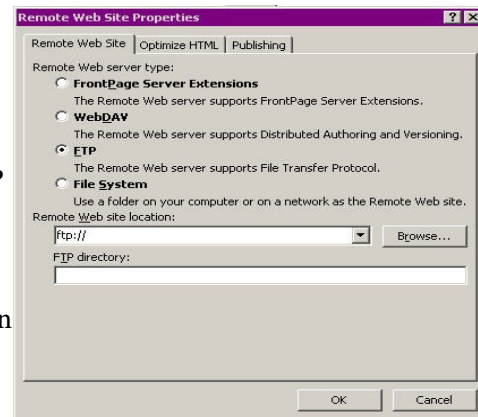 Remote Web Site Properties
Remote Web Site Optimize HTML Publishing
Remote Web server type:
FrontPage Server Extensions
The Remote Web server supports FrontPage Server Extensions.
WebDAV
The Remote Web server supports Distributed Authoring and Versioning.
FTP
The Remote Web server supports File Transfer Protocol.
File System
Use a folder on your computer or on a network as the Remote Web site.
Remote Web site location:
ftp://
Browse...
FTP directory:
n
OK Cancel